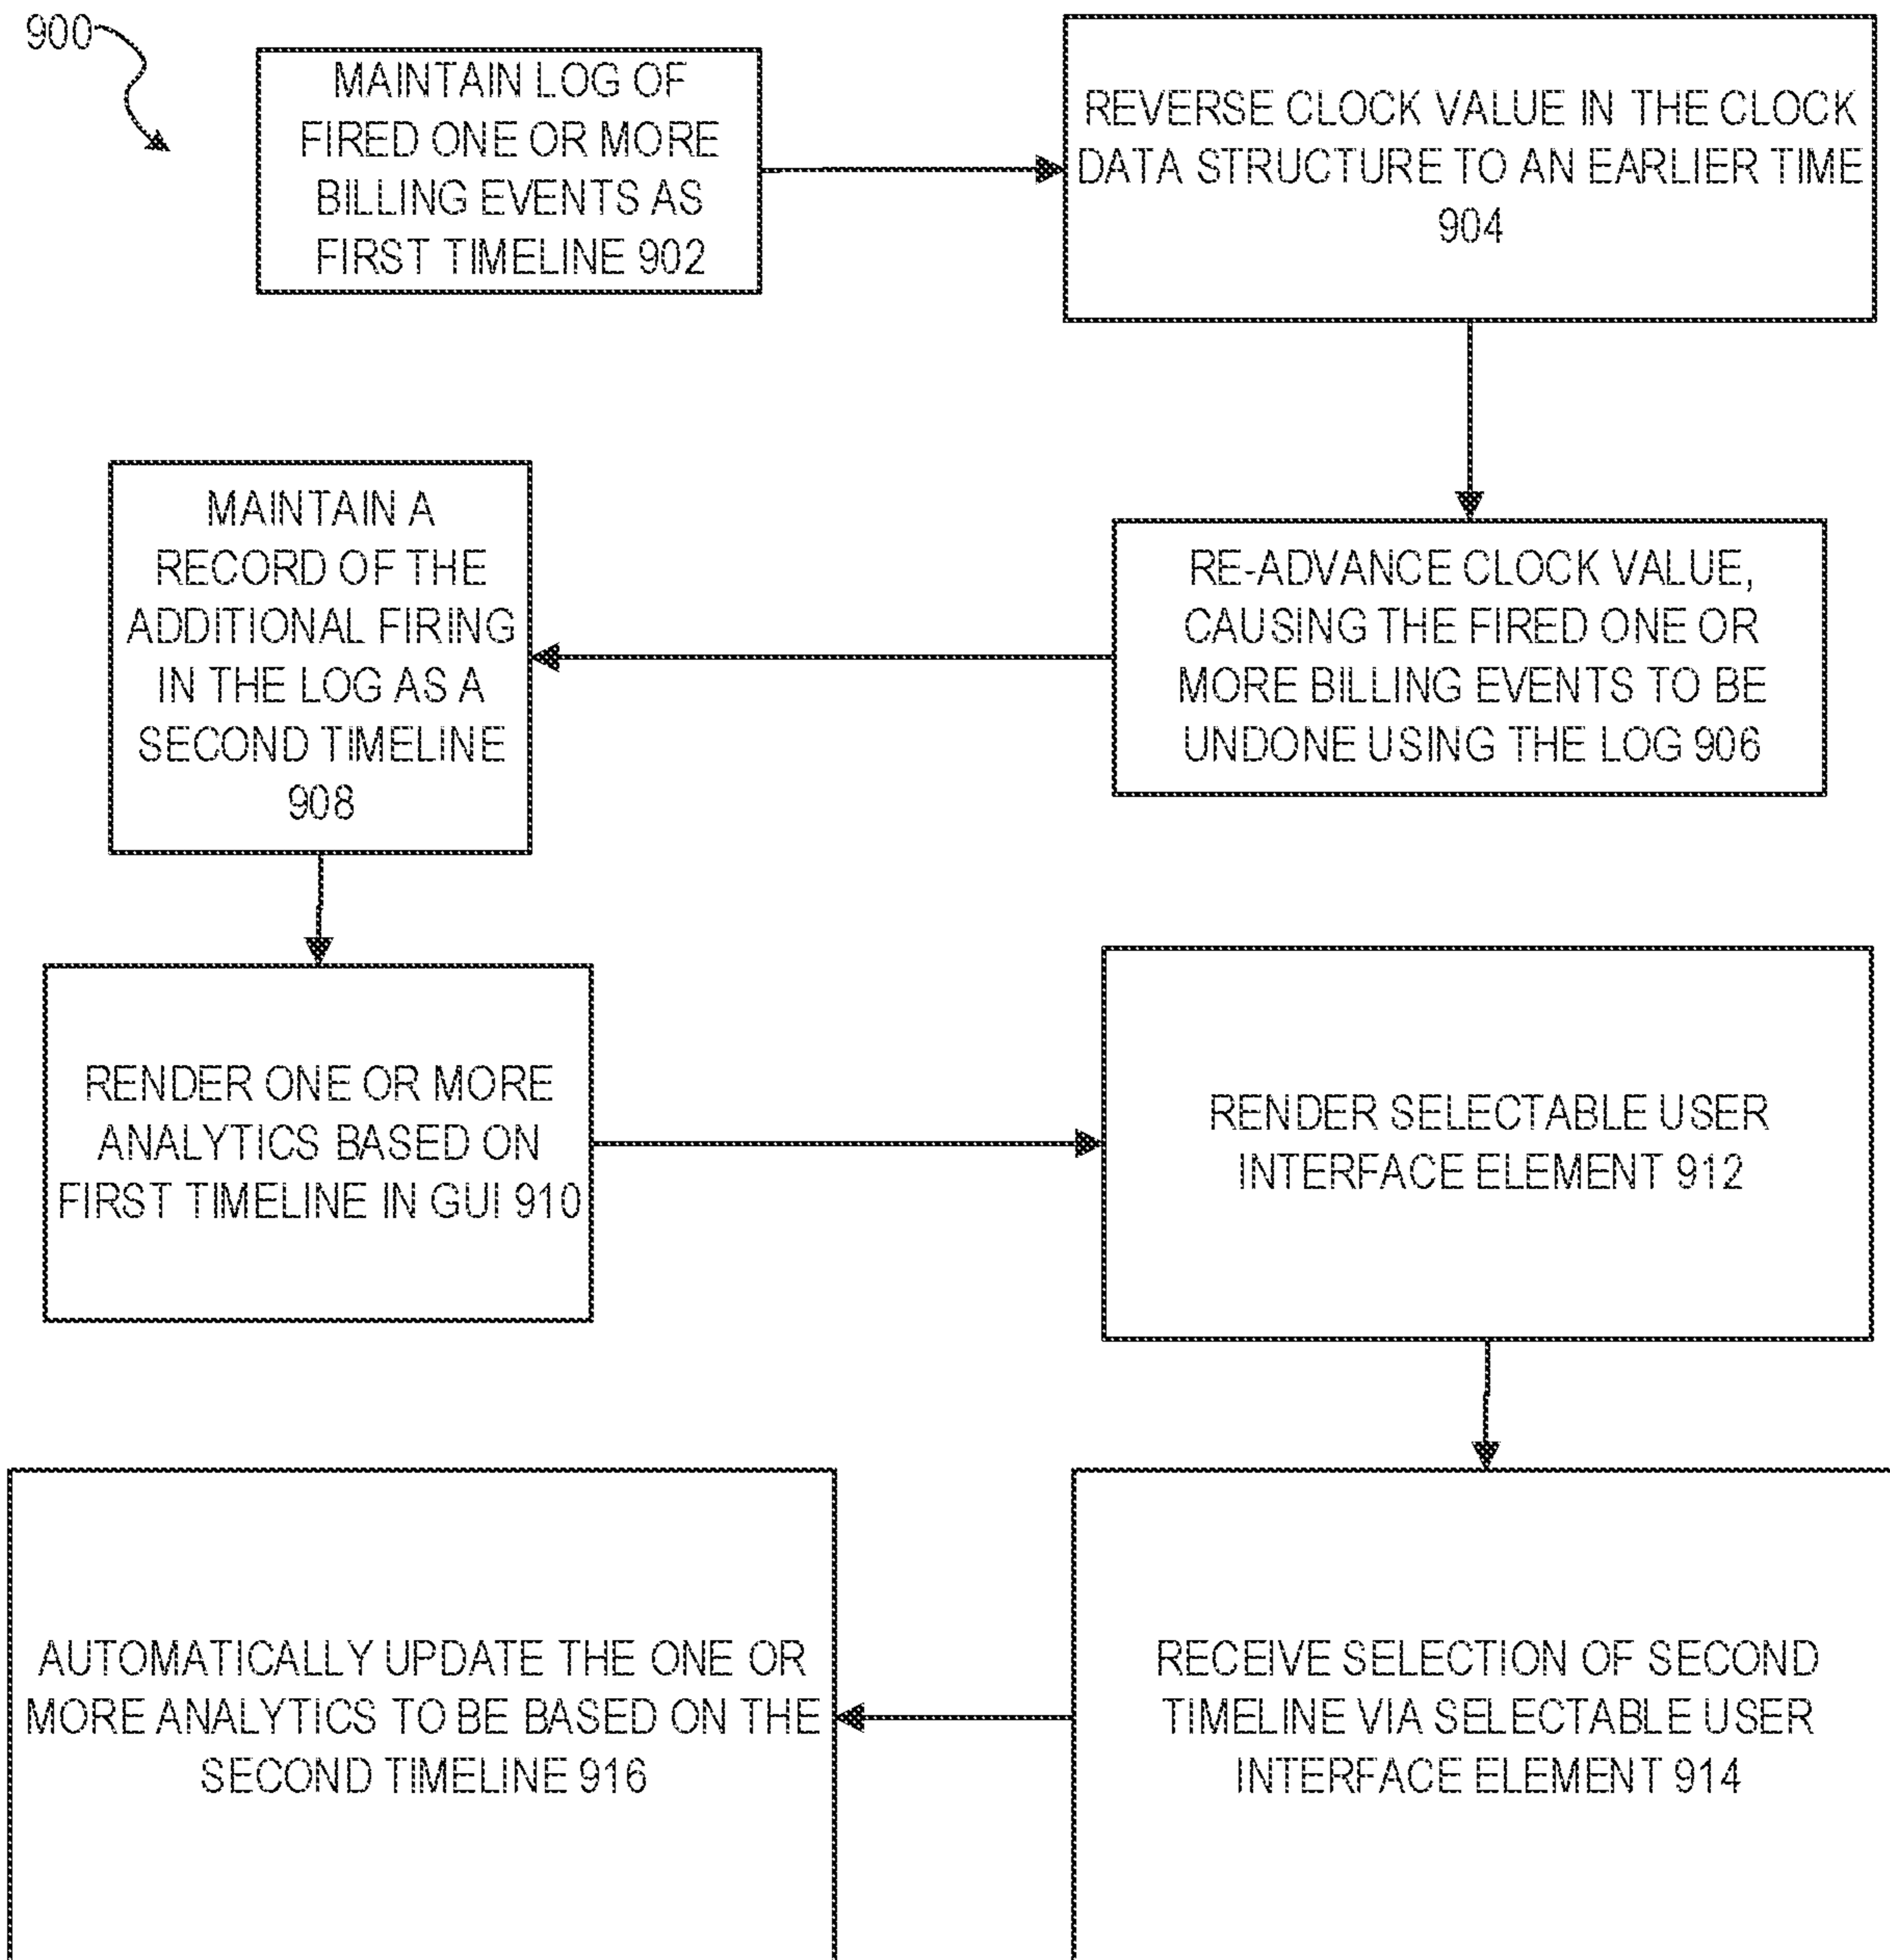 900
MAINTAIN LOG OF
FIRED ONE OR MORE
BILLING EVENTS AS
FIRST TIMELINE 902
REVERSE CLOCK VALUE IN THE CLOCK
DATA STRUCTURE TO AN EARLIER TIME
904
RE-ADVANCE CLOCK VALUE,
CAUSING THE FIRED ONE OR
MORE BILLING EVENTS TO BE
UNDONE USING THE LOG 906
MAINTAIN A
RECORD OF THE
ADDITIONAL FIRING
IN THE LOG AS A
SECOND TIMELINE
908
RENDER ONE OR MORE
ANALYTICS BASED ON
FIRST TIMELINE IN GUI 910
RENDER SELECTABLE USER
INTERFACE ELEMENT 912
RECEIVE SELECTION OF SECOND
TIMELINE VIA SELECTABLE USER
INTERFACE ELEMENT 914
AUTOMATICALLY UPDATE THE ONE OR
MORE ANALYTICS TO BE BASED ON THE
SECOND TIMELINE 916